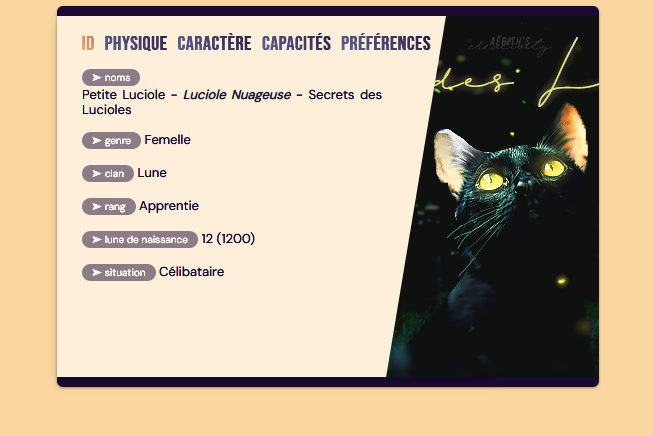 ID PHYSIQUE CARACTÈRE CAPACITÉS PRÉFÉRENCES
➤ noms
Petite Luciole - Luciole Nuageuse - Secrets des
Lucioles
➤ genre Femelle
➤ clan Lune
➤ rang Apprentie
➤ lune de naissance 12 (1200)
➤ situation Célibataire
des L